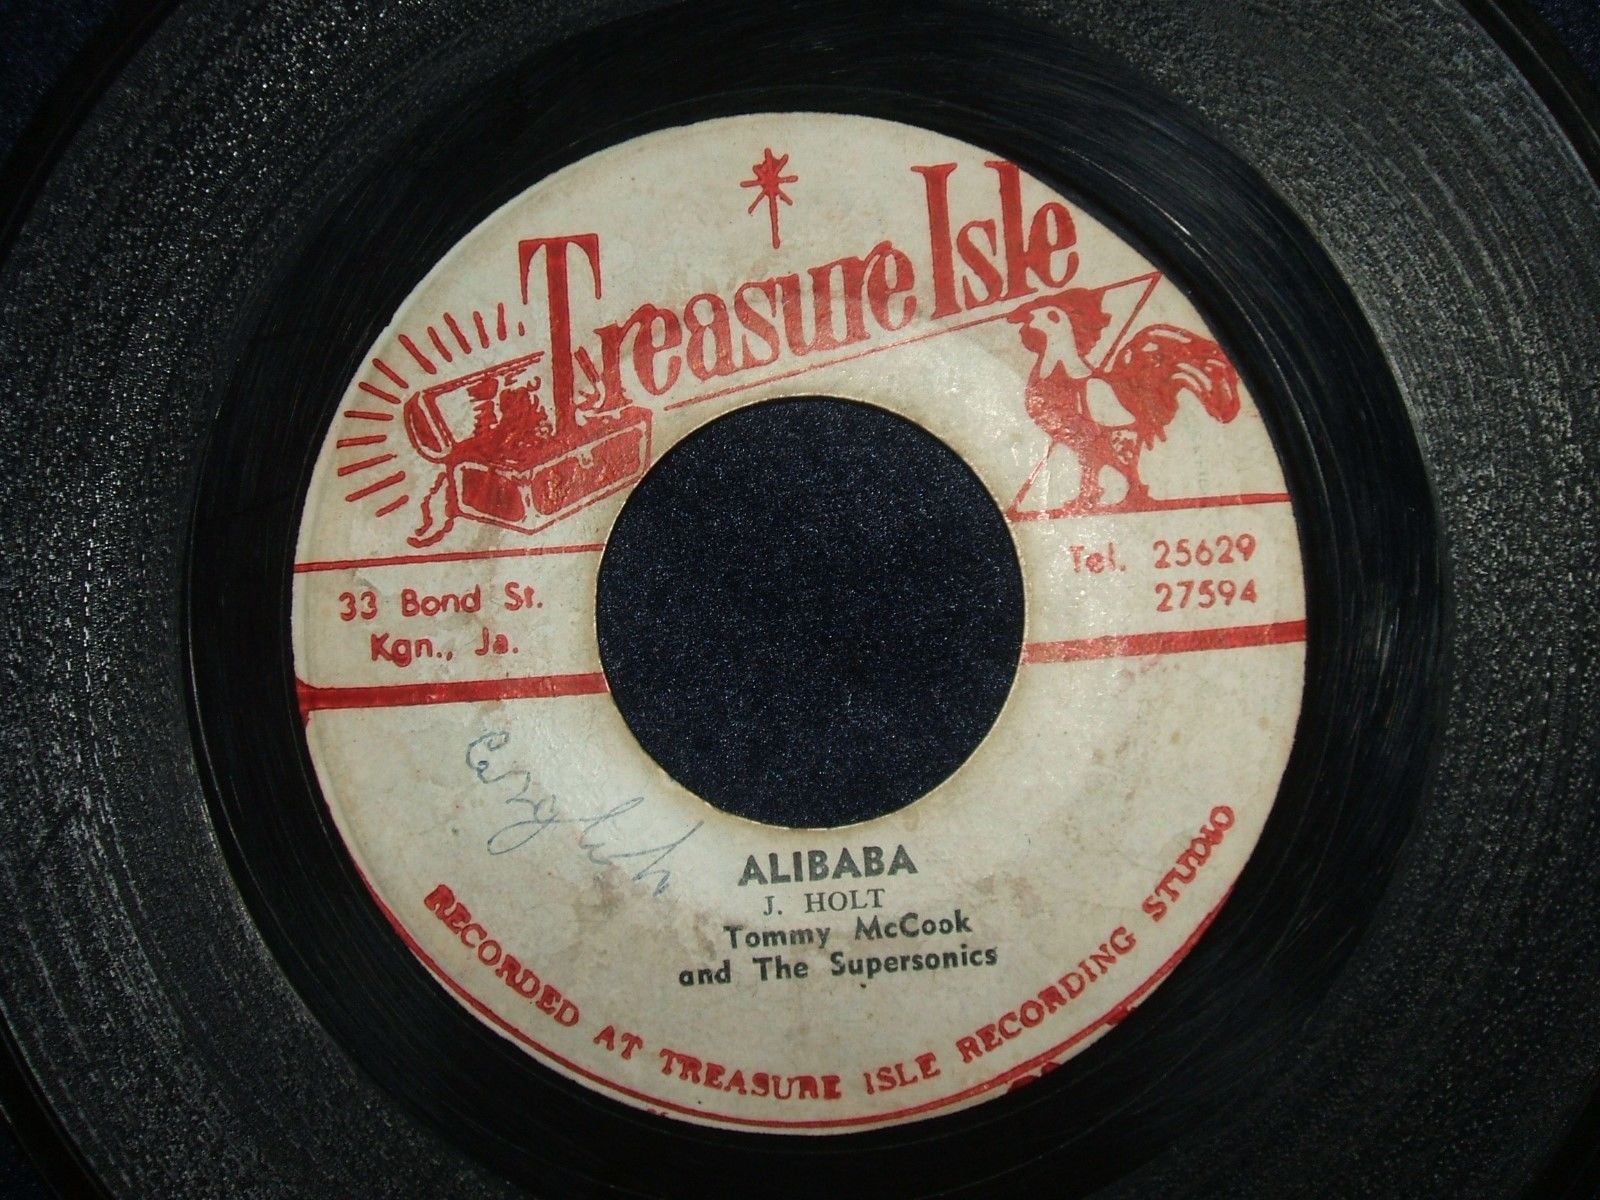 Treasure Isle
33 Bond St.
Kgn., Ja.
Tel. 25629
27594
ALIBABA
J. HOLT
Tommy McCook
and The Supersonics
RECORDED AT TREASURE ISLE RECORDING STUDIO